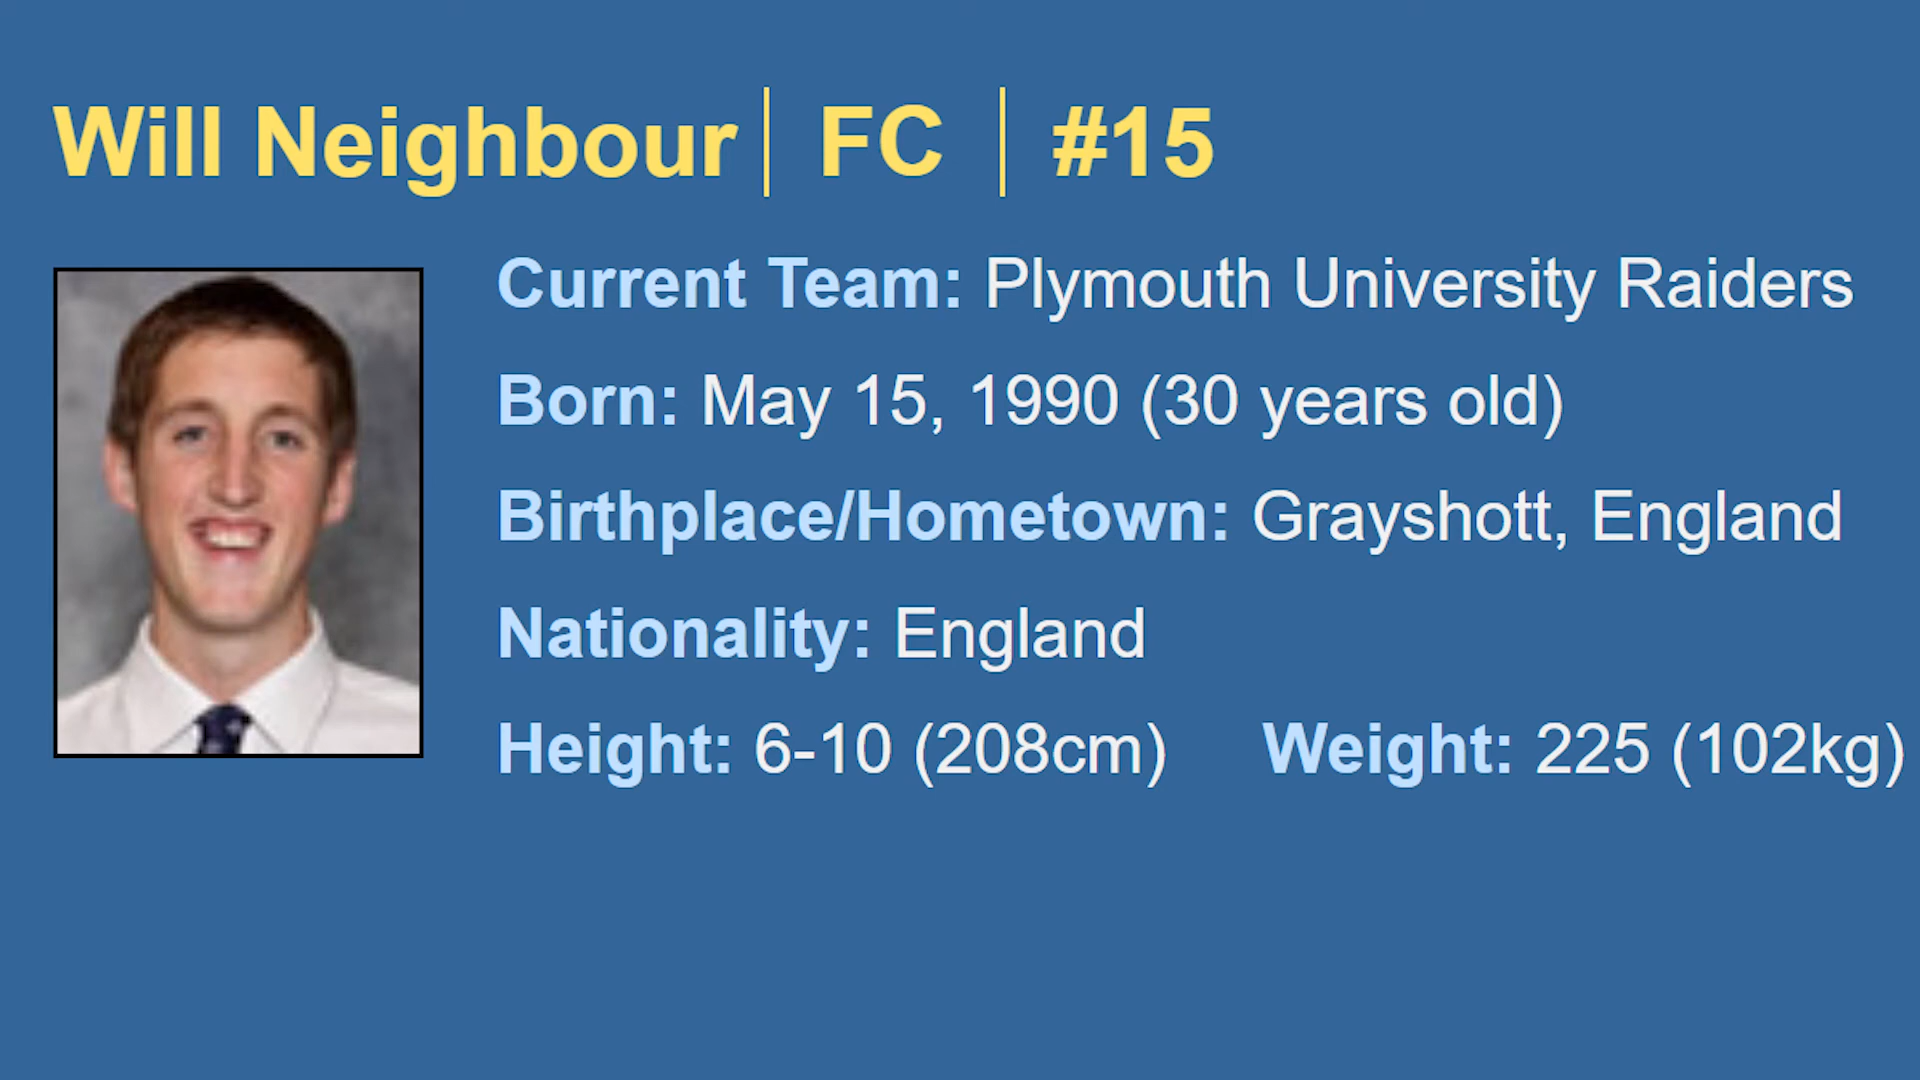 Will Neighbour | FC | #15
Current Team: Plymouth University Raiders
Born: May 15, 1990 (30 years old)
Birthplace/Hometown: Grayshott, England
Nationality: England
Height: 6-10 (208cm) Weight: 225 (102kg)